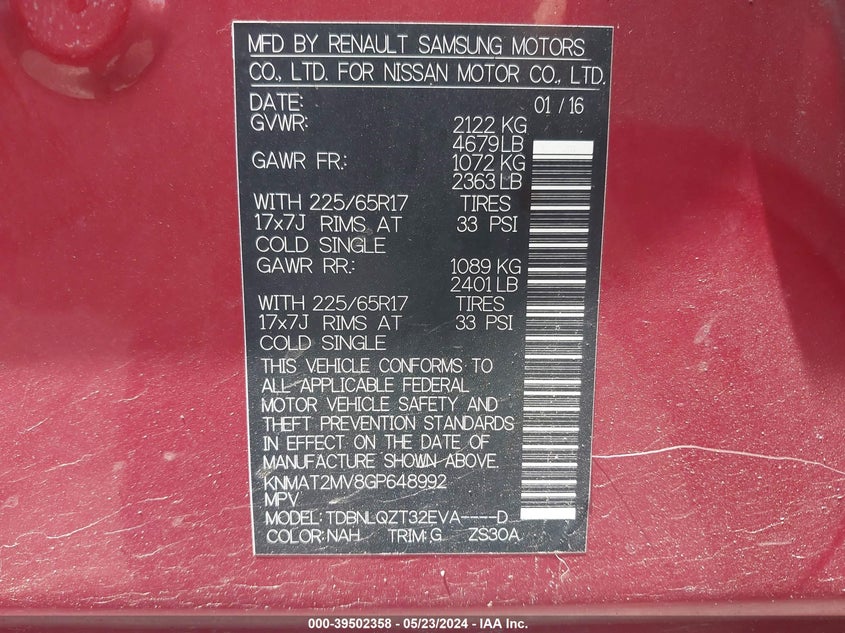 MFD BY RENAULT SAMSUNG MOTORS
CO., LTD. FOR NISSAN MOTOR CO., LTD.
DATE: 01 / 16
GVWR: 2122 KG
4679 LB
GAWR FR.: 1072 KG
2363 LB
WITH 225/65R17 TIRES
17x7J RIMS AT 33 PSI
COLD SINGLE
GAWR RR.: 1089 KG
2401 LB
WITH 225/65R17 TIRES
17x7J RIMS AT 33 PSI
COLD SINGLE
THIS VEHICLE CONFORMS TO
ALL APPLICABLE FEDERAL
MOTOR VEHICLE SAFETY AND
THEFT PREVENTION STANDARDS
IN EFFECT ON THE DATE OF
MANUFACTURE SHOWN ABOVE.
KNMAT2MV8GP648992
MPV
MODEL: TDBNLQZT32EVA----D
COLOR: NAH TRIM: G ZS30A
000-39502358 - 05/23/2024 - IAA Inc.